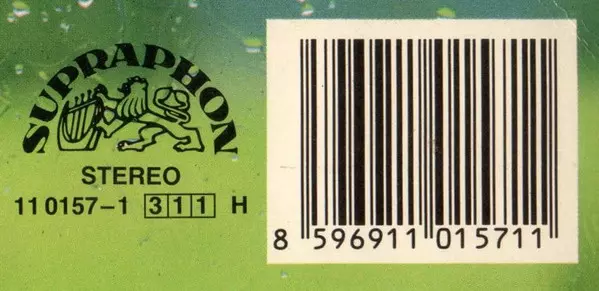 SUPRAPHON
STEREO
11 0157–1 311 H
8 596911 015711